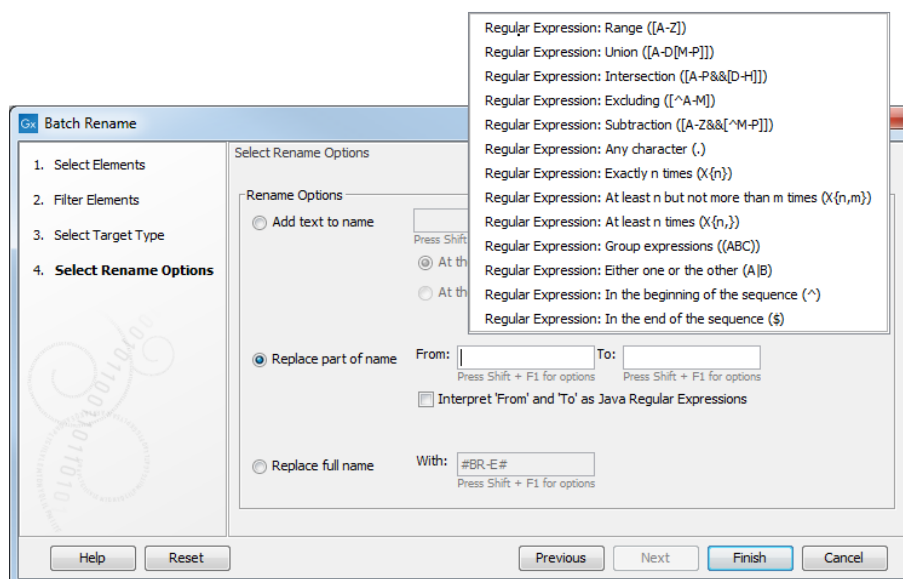 Regular Expression: Range ([A-Z])
Regular Expression: Union ([A-D[M-P]])
Regular Expression: Intersection ([A-P&&[D-H]])
Regular Expression: Excluding ([^A-M])
Regular Expression: Subtraction ([A-Z&&[^M-P]])
Regular Expression: Any character (.)
Regular Expression: Exactly n times (X{n})
Regular Expression: At least n but not more than m times (X{n,m})
Regular Expression: At least n times (X{n,})
Regular Expression: Group expressions ((ABC))
Regular Expression: Either one or the other (A|B)
Regular Expression: In the beginning of the sequence (^)
Regular Expression: In the end of the sequence ($)
Gx Batch Rename
1. Select Elements
2. Filter Elements
3. Select Target Type
4. Select Rename Options
Select Rename Options
Rename Options
Add text to name
Press Shift
At the
At the
Replace part of name From: To:
Press Shift + F1 for options Press Shift + F1 for options
Interpret 'From' and 'To' as Java Regular Expressions
Replace full name With: #BR-E#
Press Shift + F1 for options
Help Reset Previous Next Finish Cancel